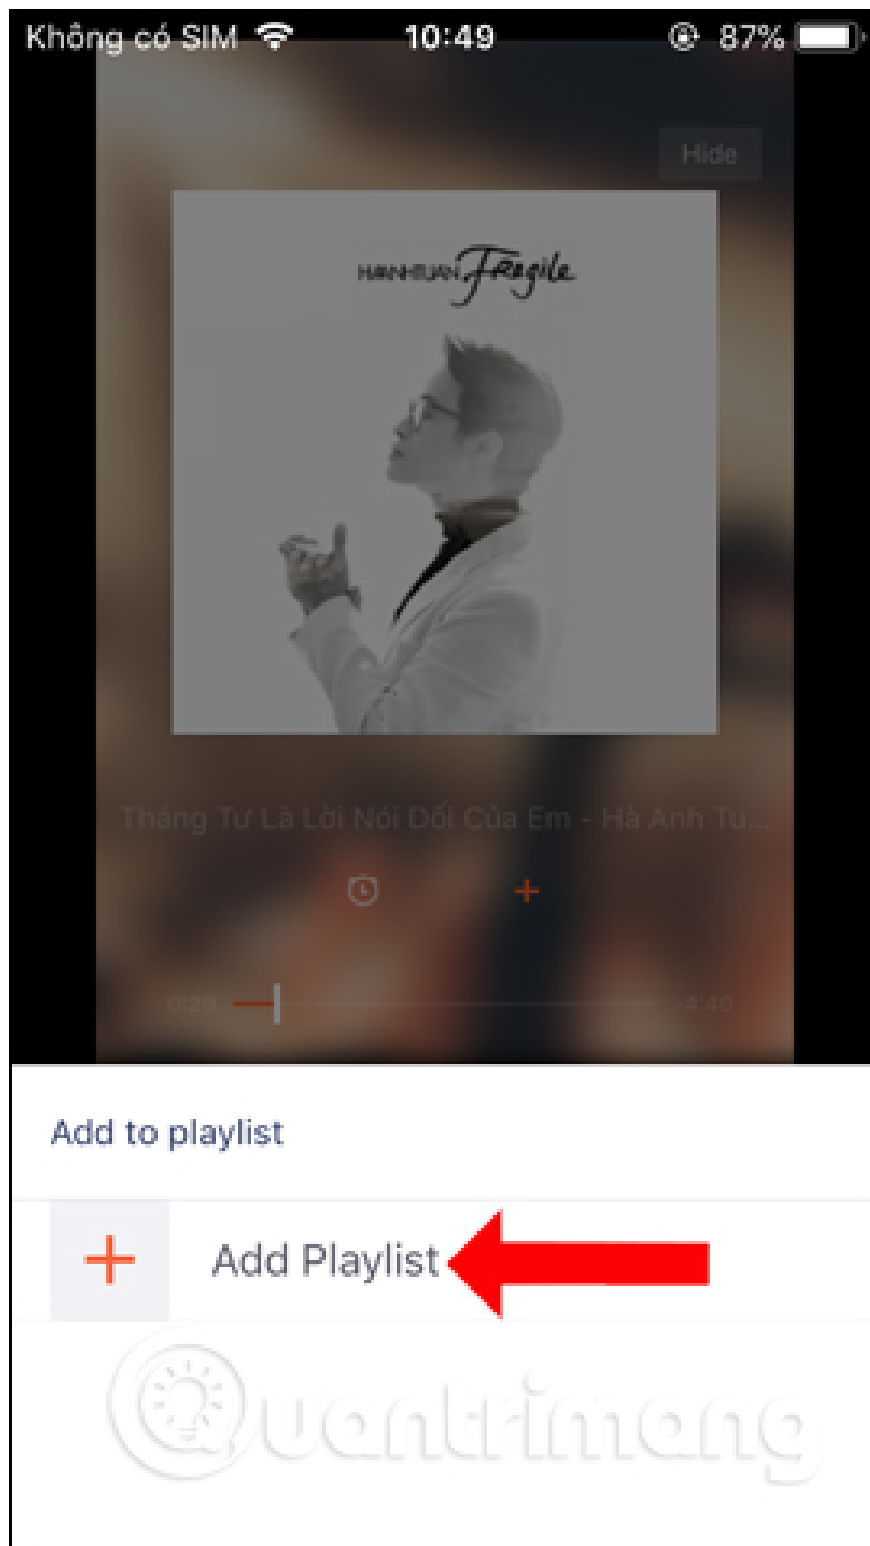 Không có SIM 10:49 87%
Hide
HAANHTUAN Fragile
Tháng Tư Là Lời Nói Dối Của Em - Hà Anh Tu...
0:29 -4:40
Add to playlist
Add Playlist
Quantrimang